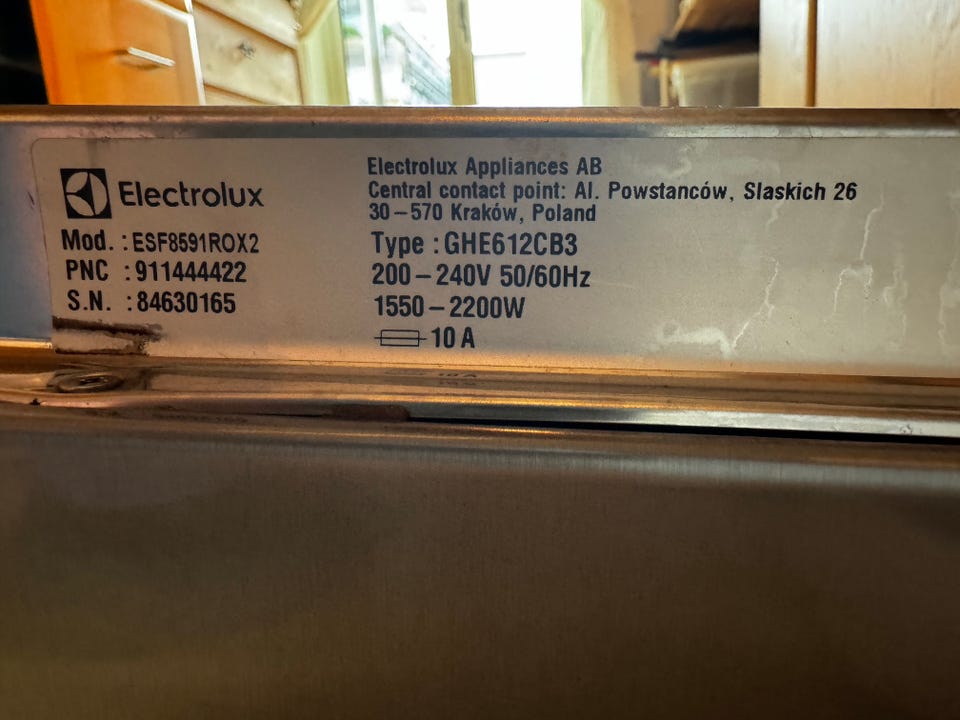 Electrolux
Electrolux Appliances AB
Central contact point: Al. Powstanców, Slaskich 26
30–570 Kraków, Poland
Mod. : ESF8591ROX2
Type : GHE612CB3
PNC : 911444422
200–240V 50/60Hz
S.N. : 84630165
1550–2200W
10 A